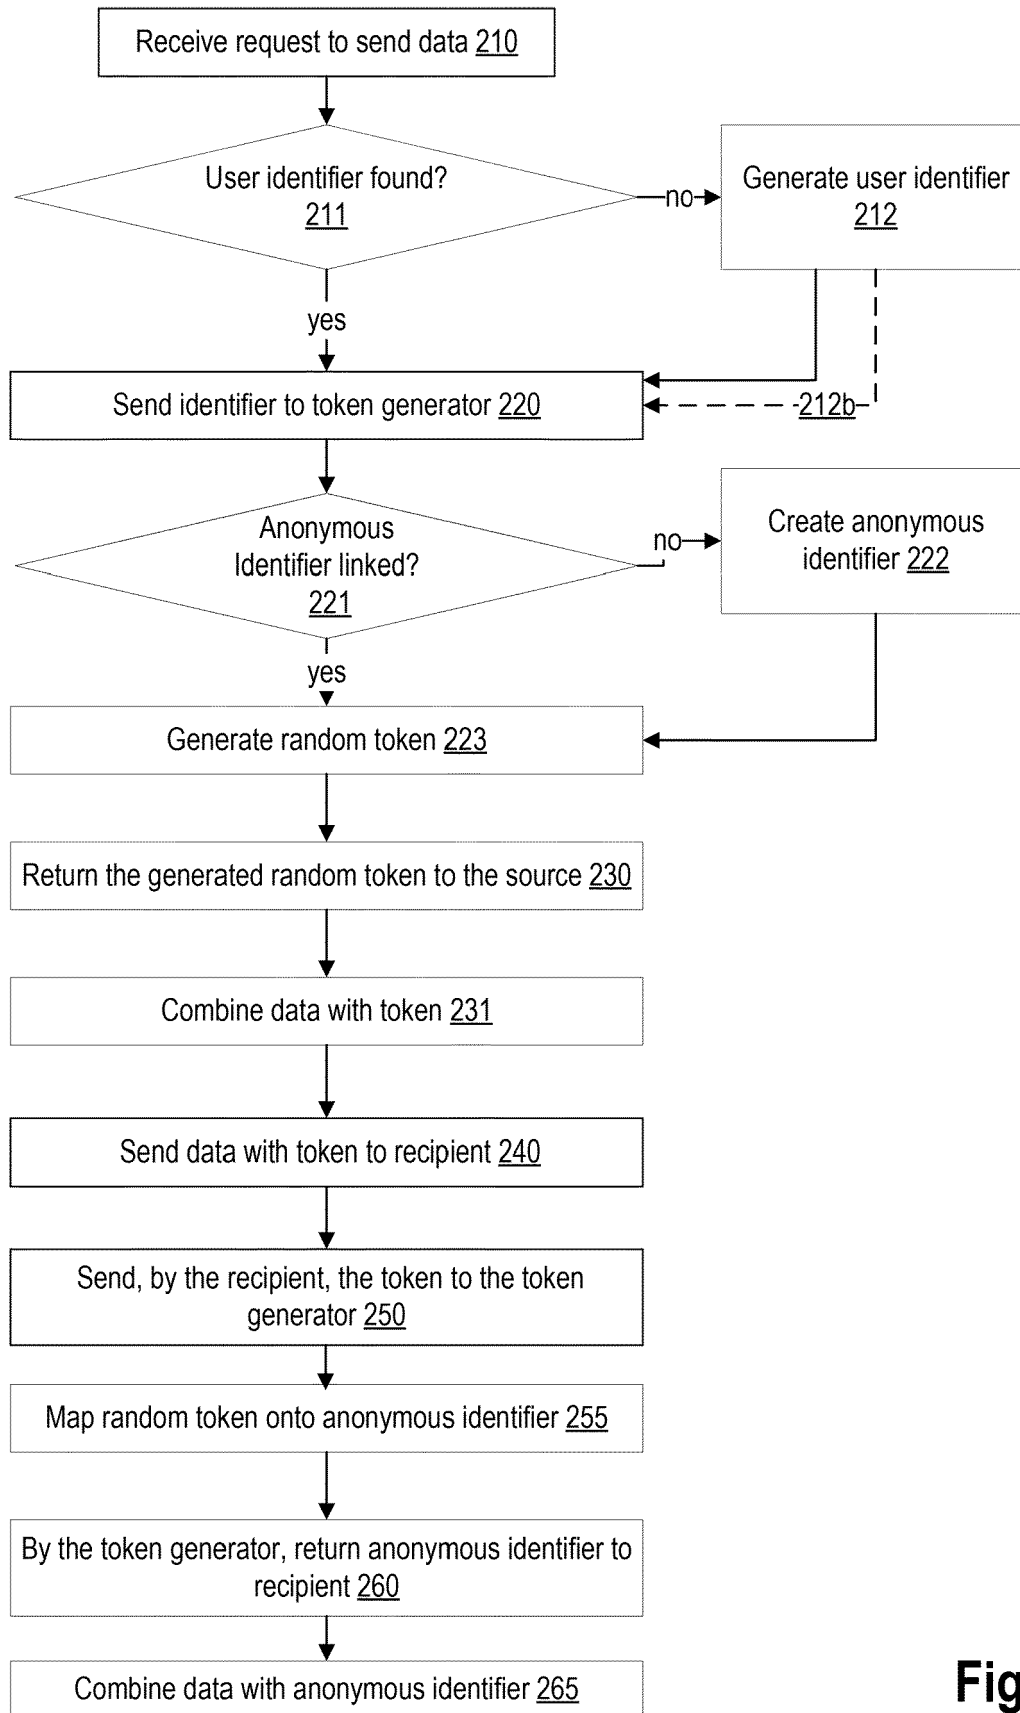 Receive request to send data 210
User identifier found?
211
no
Generate user identifier
212
yes
Send identifier to token generator 220
212b
Anonymous
Identifier linked?
221
no
Create anonymous
identifier 222
yes
Generate random token 223
Return the generated random token to the source 230
Combine data with token 231
Send data with token to recipient 240
Send, by the recipient, the token to the token
generator 250
Map random token onto anonymous identifier 255
By the token generator, return anonymous identifier to
recipient 260
Combine data with anonymous identifier 265
Fig